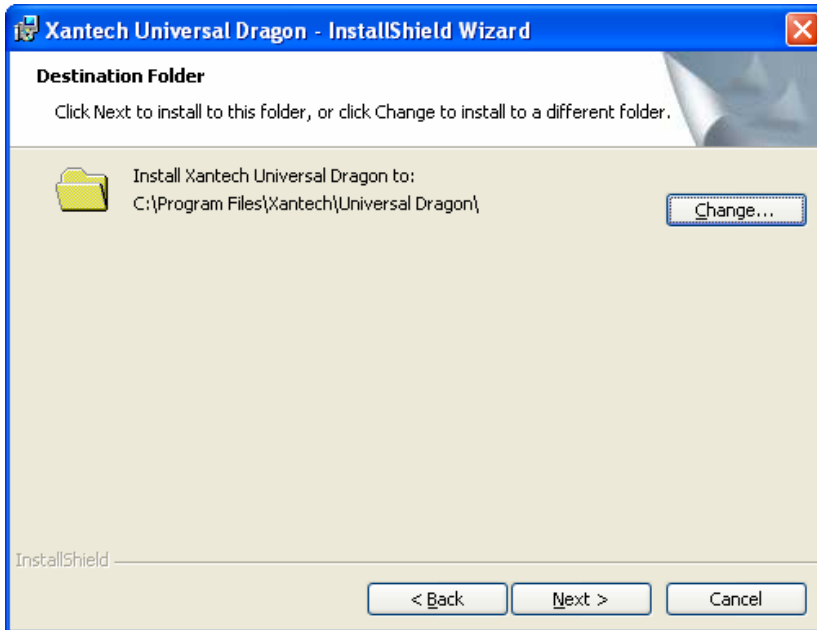 Xantech Universal Dragon - InstallShield Wizard
Destination Folder
Click Next to install to this folder, or click Change to install to a different folder.
Install Xantech Universal Dragon to:
C:\Program Files\Xantech\Universal Dragon\
Change...
InstallShield
< Back
Next >
Cancel